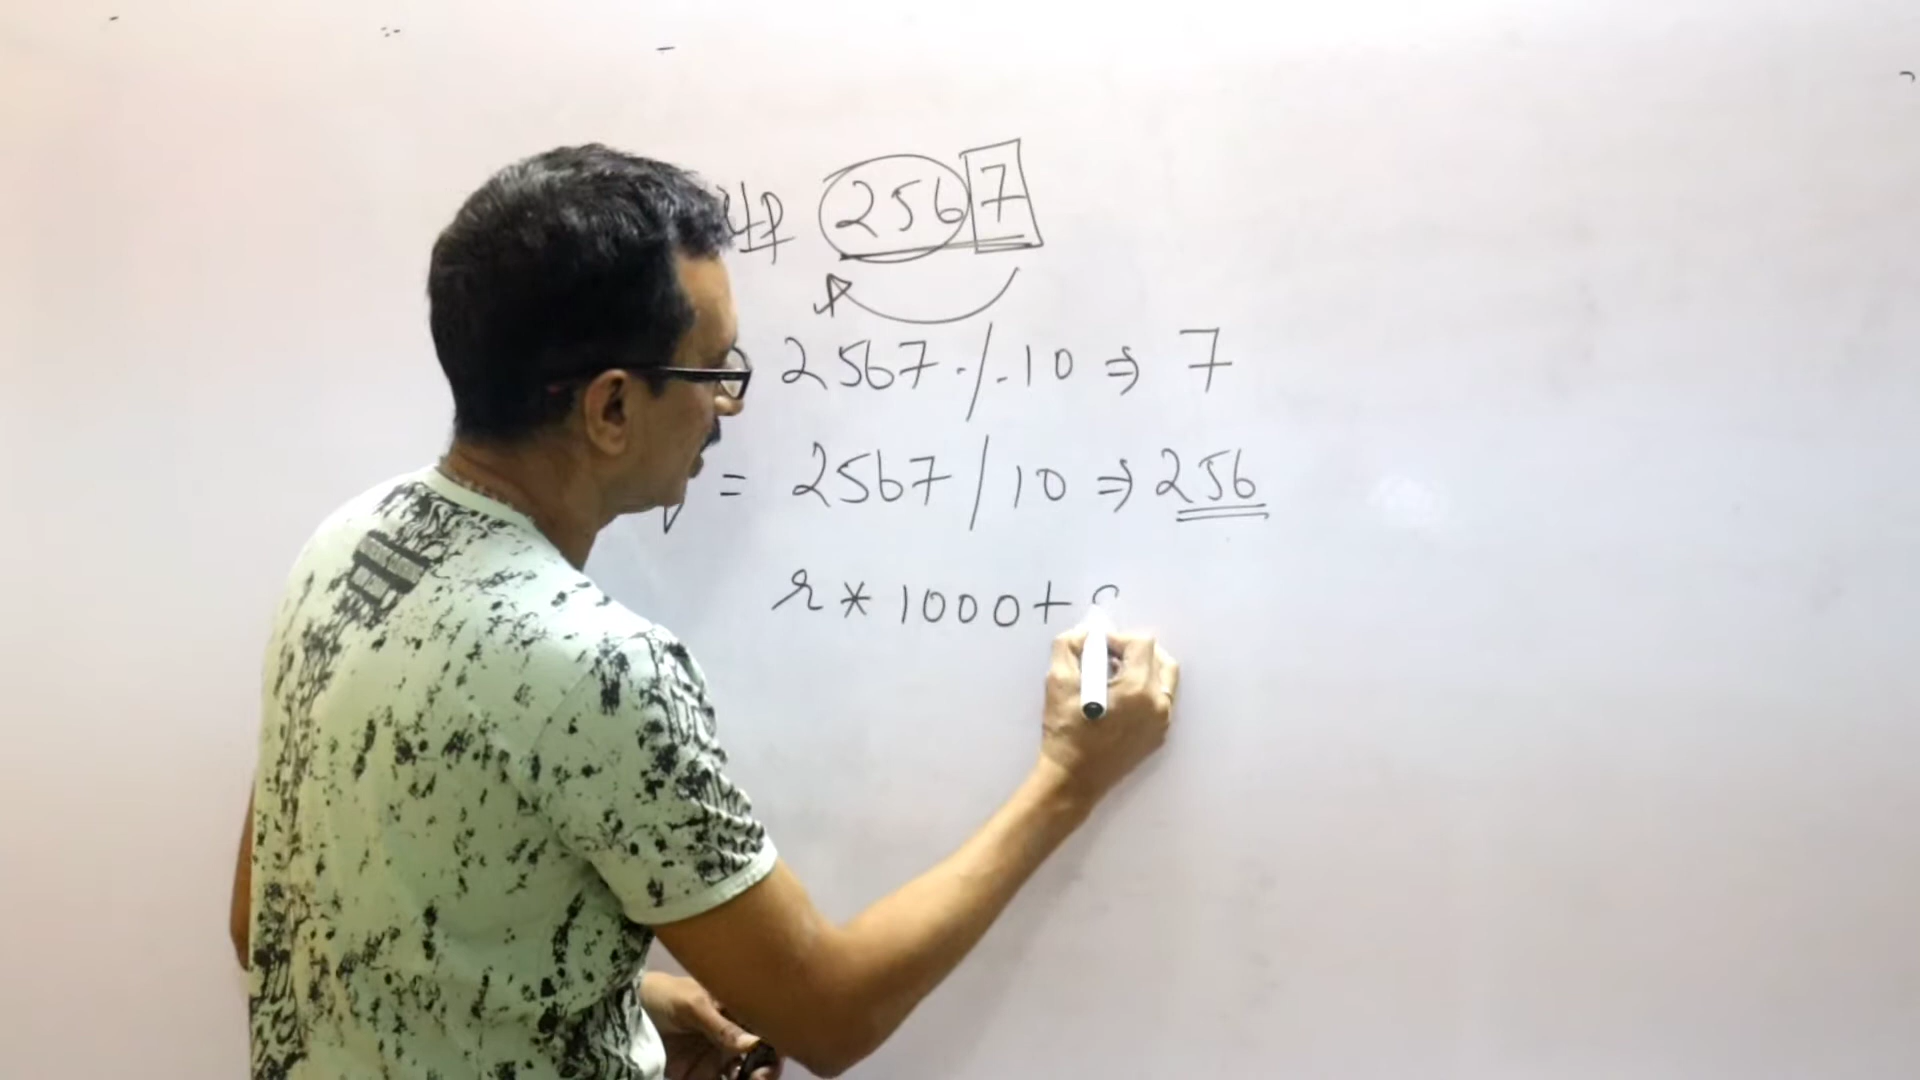 2567
2567 % 10 ⇒ 7
= 2567 / 10 ⇒ 256
r * 1000 +